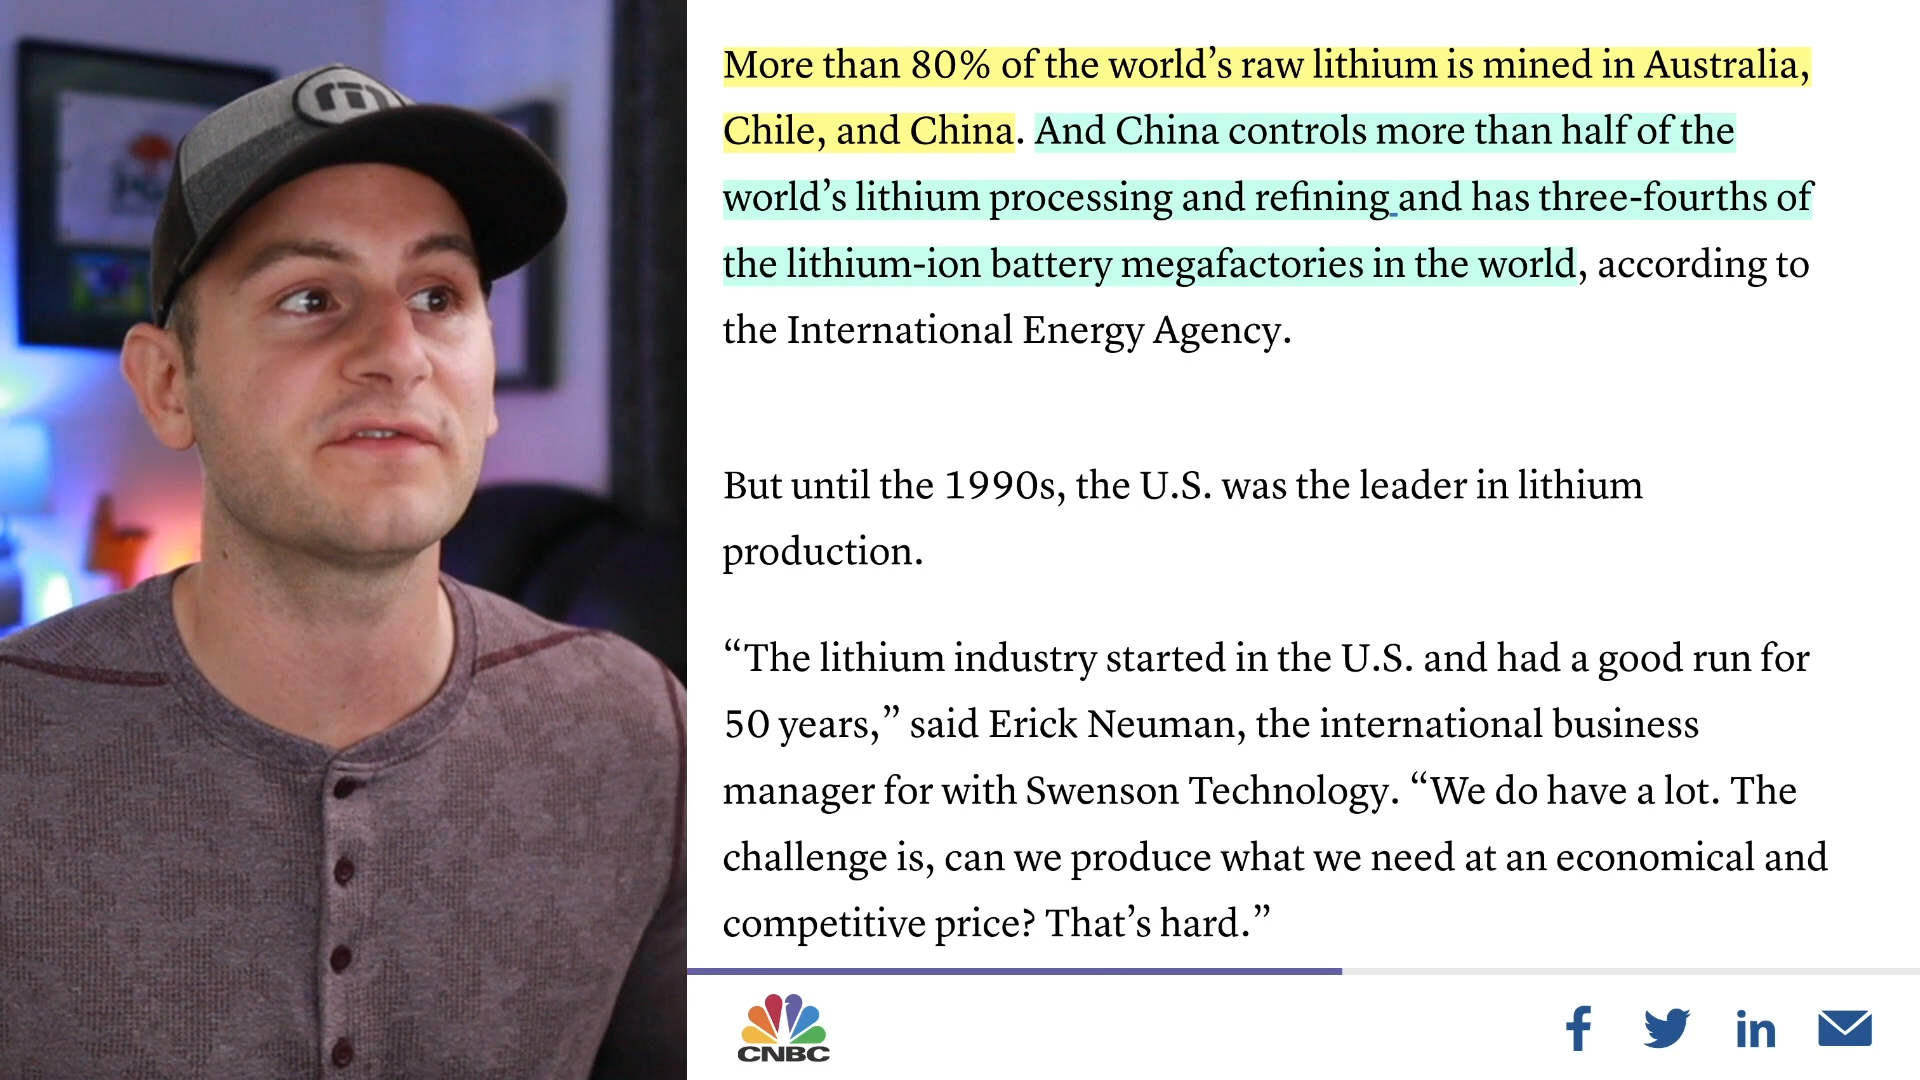 More than 80% of the world’s raw lithium is mined in Australia,
Chile, and China. And China controls more than half of the
world’s lithium processing and refining and has three-fourths of
the lithium-ion battery megafactories in the world, according to
the International Energy Agency.
But until the 1990s, the U.S. was the leader in lithium
production.
“The lithium industry started in the U.S. and had a good run for
50 years,” said Erick Neuman, the international business
manager for with Swenson Technology. “We do have a lot. The
challenge is, can we produce what we need at an economical and
competitive price? That’s hard.”
CNBC